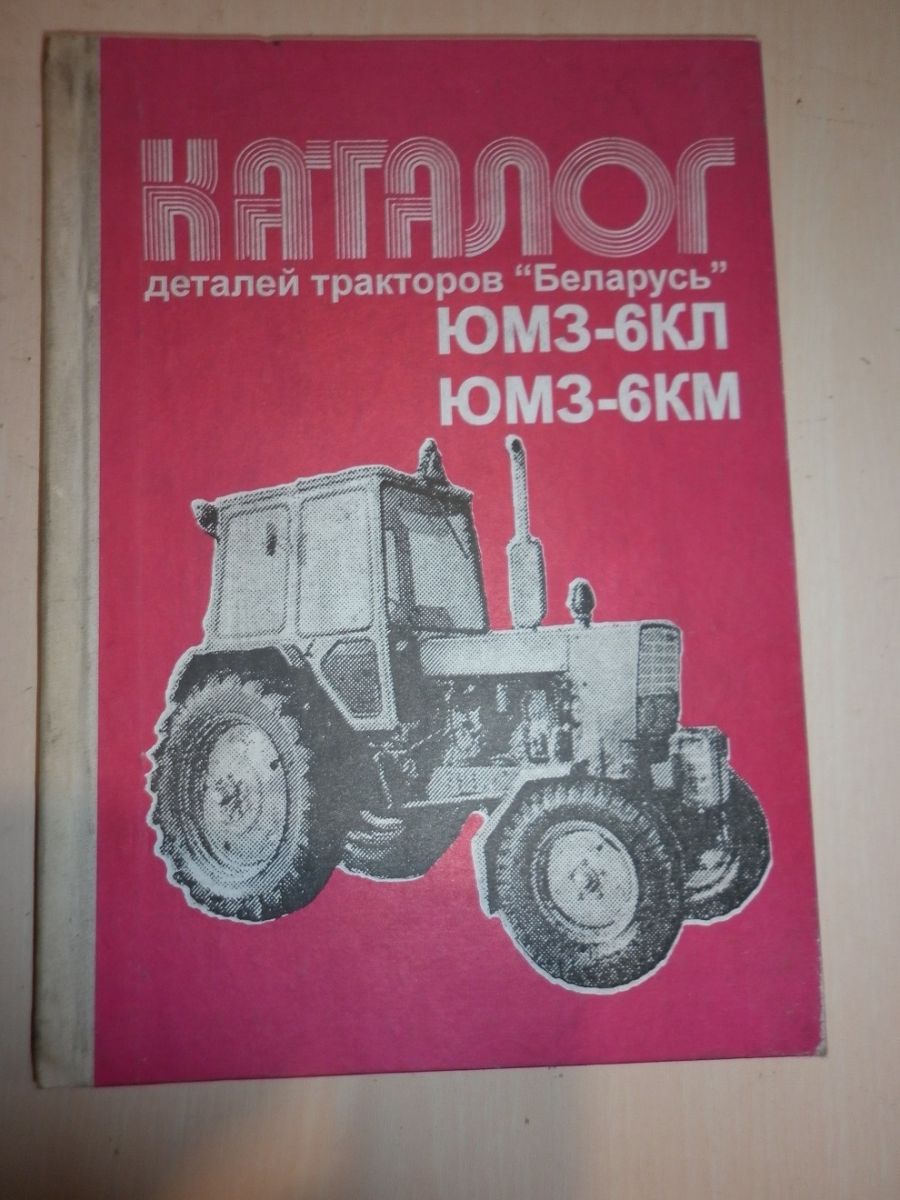 КАТАЛОГ
деталей тракторов "Беларусь"
ЮМЗ-6КЛ
ЮМЗ-6КМ